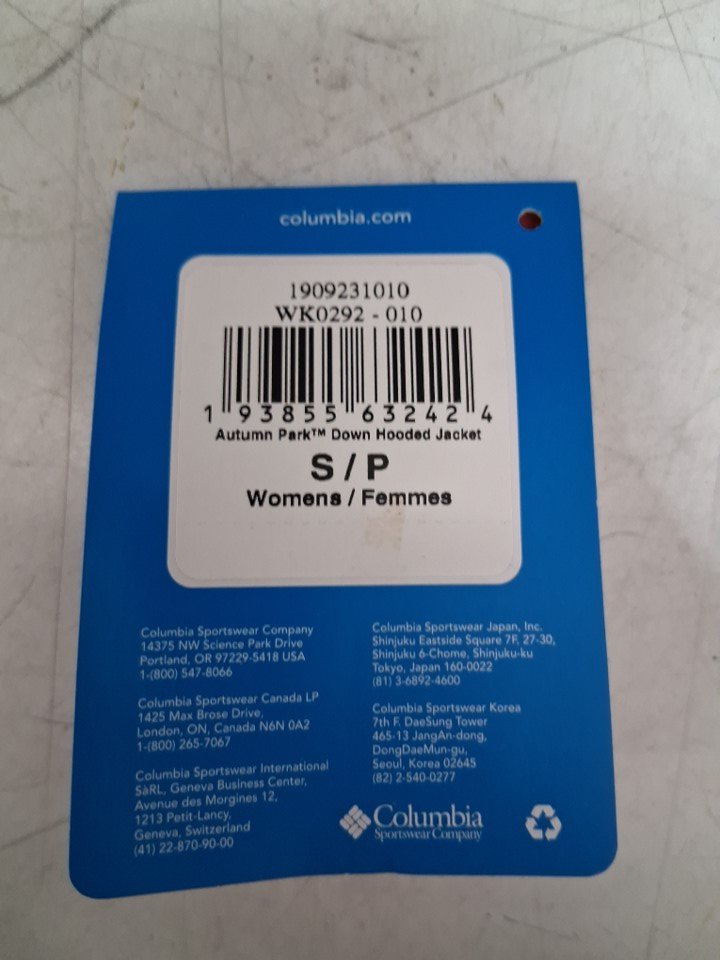 columbia.com
1909231010
WK0292 - 010
1 93855 63242 4
Autumn Park™ Down Hooded Jacket
S / P
Womens / Femmes
Columbia Sportswear Company
14375 NW Science Park Drive
Portland, OR 97229-5418 USA
1-(800) 547-8066
Columbia Sportswear Canada LP
1425 Max Brose Drive,
London, ON, Canada N6N 0A2
1-(800) 265-7067
Columbia Sportswear International
SàRL, Geneva Business Center,
Avenue des Morgines 12,
1213 Petit-Lancy,
Geneva, Switzerland
(41) 22-870-90-00
Columbia Sportswear Japan, Inc.
Shinjuku Eastside Square 7F, 27-30,
Shinjuku 6-Chome, Shinjuku-ku
Tokyo, Japan 160-0022
(81) 3-6892-4600
Columbia Sportswear Korea
7th F. DaeSung Tower
465-13 JangAn-dong,
DongDaeMun-gu,
Seoul, Korea 02645
(82) 2-540-0277
Columbia
Sportswear Company